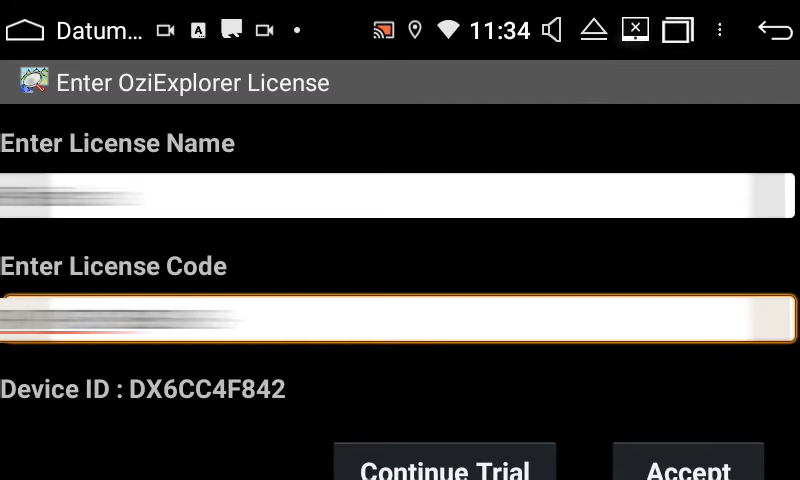 Datum... A 11:34
Enter OziExplorer License
Enter License Name
Enter License Code
Device ID : DX6CC4F842
Continue Trial Accept